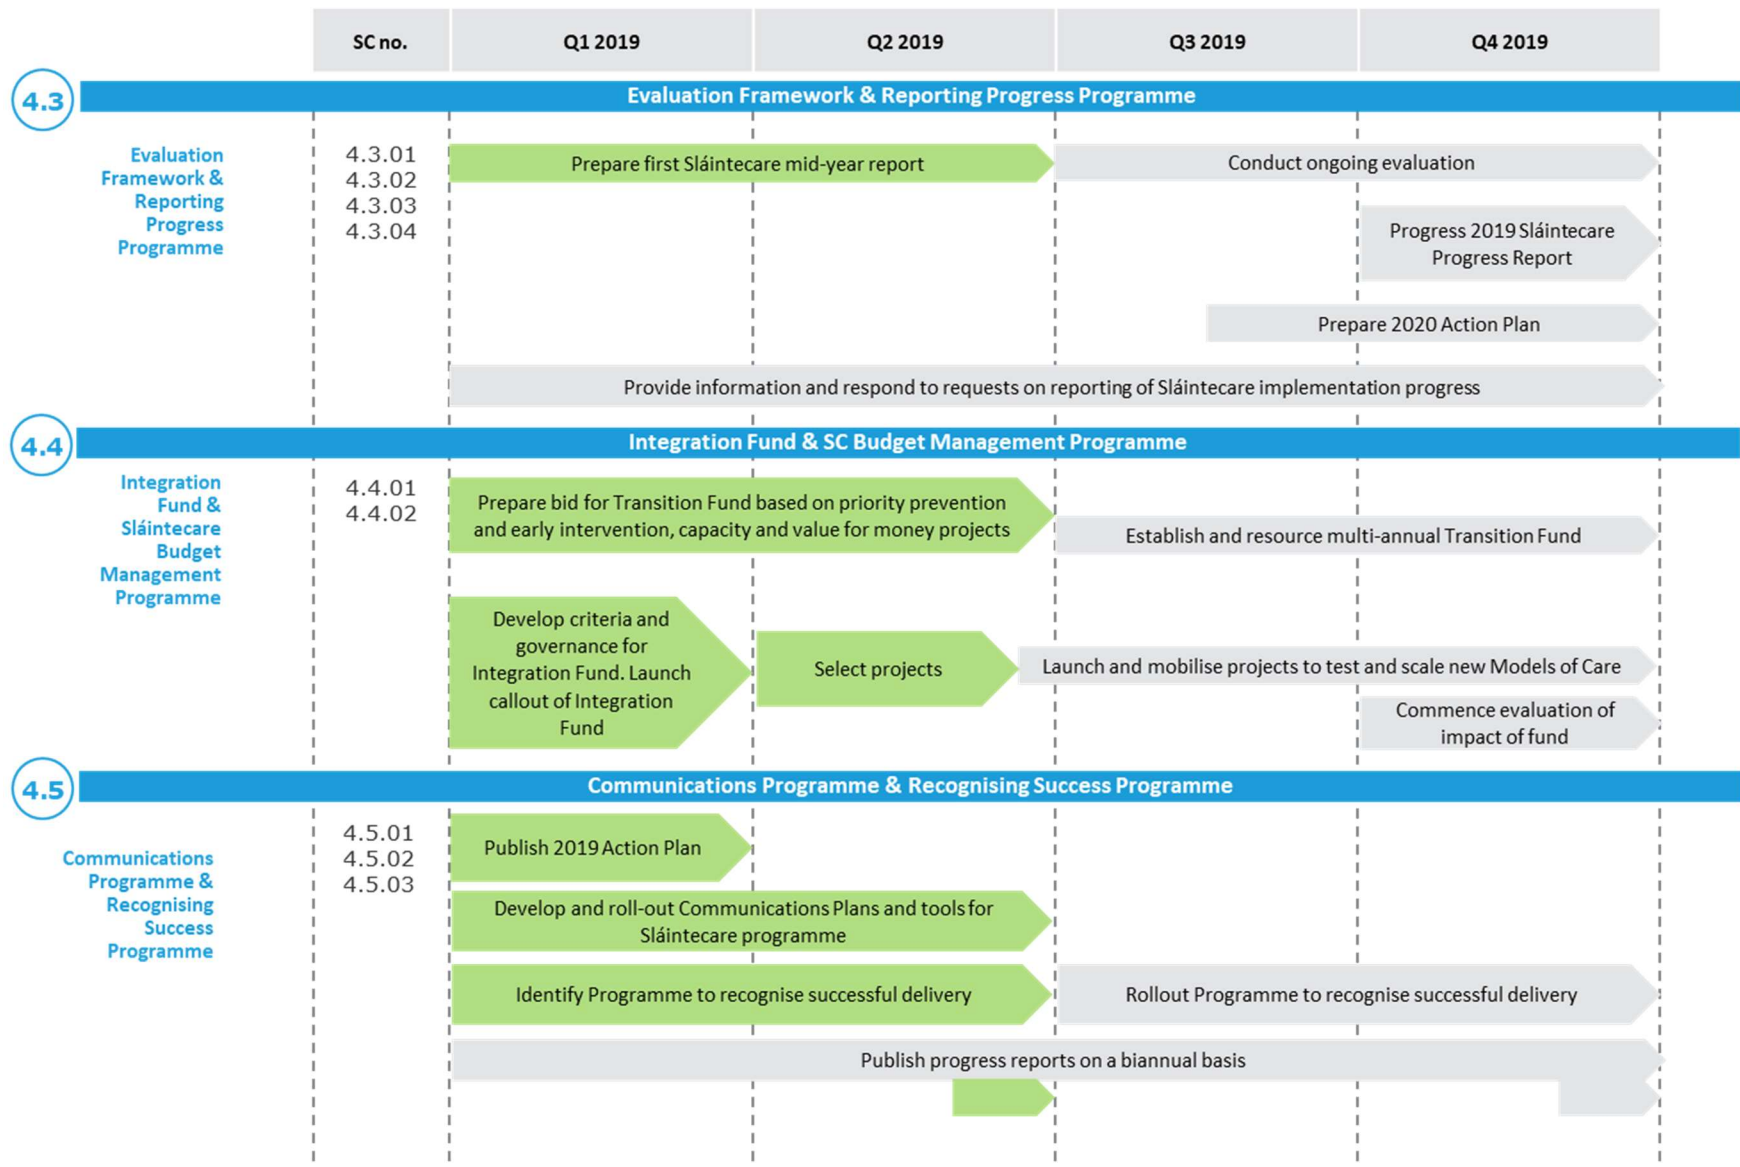 SC no.
Q1 2019
Q2 2019
Q3 2019
Q4 2019
4.3
Evaluation Framework & Reporting Progress Programme
Evaluation
Framework &
Reporting
Progress
Programme
4.3.01
4.3.02
4.3.03
4.3.04
Prepare first Sláintecare mid-year report
Conduct ongoing evaluation
Progress 2019 Sláintecare
Progress Report
Prepare 2020 Action Plan
Provide information and respond to requests on reporting of Sláintecare implementation progress
4.4
Integration Fund & SC Budget Management Programme
Integration
Fund &
Sláintecare
Budget
Management
Programme
4.4.01
4.4.02
Prepare bid for Transition Fund based on priority prevention
and early intervention, capacity and value for money projects
Establish and resource multi-annual Transition Fund
Develop criteria and
governance for
Integration Fund. Launch
callout of Integration
Fund
Select projects
Launch and mobilise projects to test and scale new Models of Care
Commence evaluation of
impact of fund
4.5
Communications Programme & Recognising Success Programme
Communications
Programme &
Recognising
Success
Programme
4.5.01
4.5.02
4.5.03
Publish 2019 Action Plan
Develop and roll-out Communications Plans and tools for
Sláintecare programme
Identify Programme to recognise successful delivery
Rollout Programme to recognise successful delivery
Publish progress reports on a biannual basis